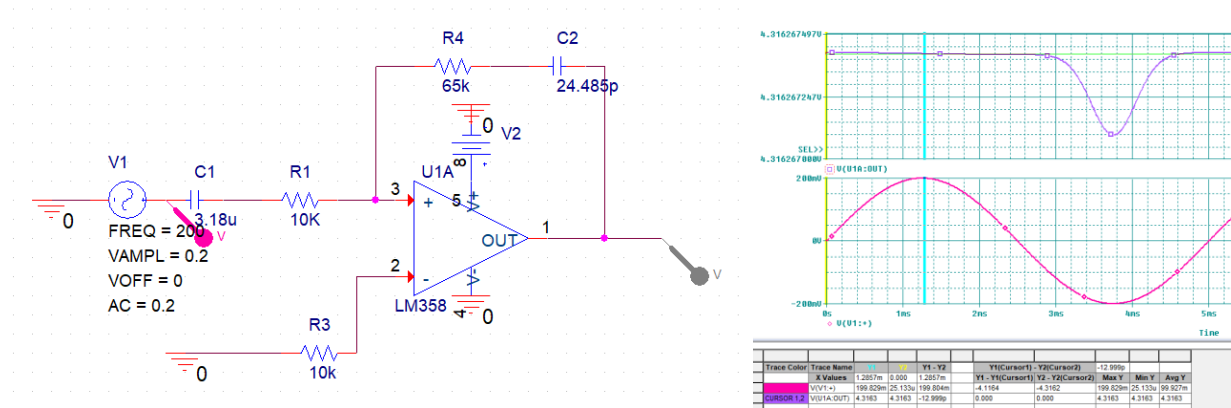 R4
65k
C2
24.485p
0
V2
V1
C1
R1
U1A
8
3
+
5
V+
0
3.18u
V
10K
FREQ = 200
VAMPL = 0.2
VOFF = 0
AC = 0.2
OUT
1
V
2
-
V-
LM358
4
0
R3
10k
0
4.316267497V
4.316267247V
SEL>>
4.316267000V
V(U1A:OUT)
200mV
0V
-200mV
0s
1ms
2ms
3ms
4ms
5ms
V(V1:+)
Time
Trace Color Trace Name Y1 Y2 Y1 - Y2 Y1(Cursor1) - Y2(Cursor2) -12.999p
X Values 1.2857m 0.000 1.2857m Y1 - Y1(Cursor1) Y2 - Y2(Cursor2) Max Y Min Y Avg Y
V(V1:+) 199.829m 25.133u 199.804m -4.1164 -4.3162 199.829m 25.133u 99.927m
CURSOR 1,2 V(U1A:OUT) 4.3163 4.3163 -12.999p 0.000 0.000 4.3163 4.3163 4.3163